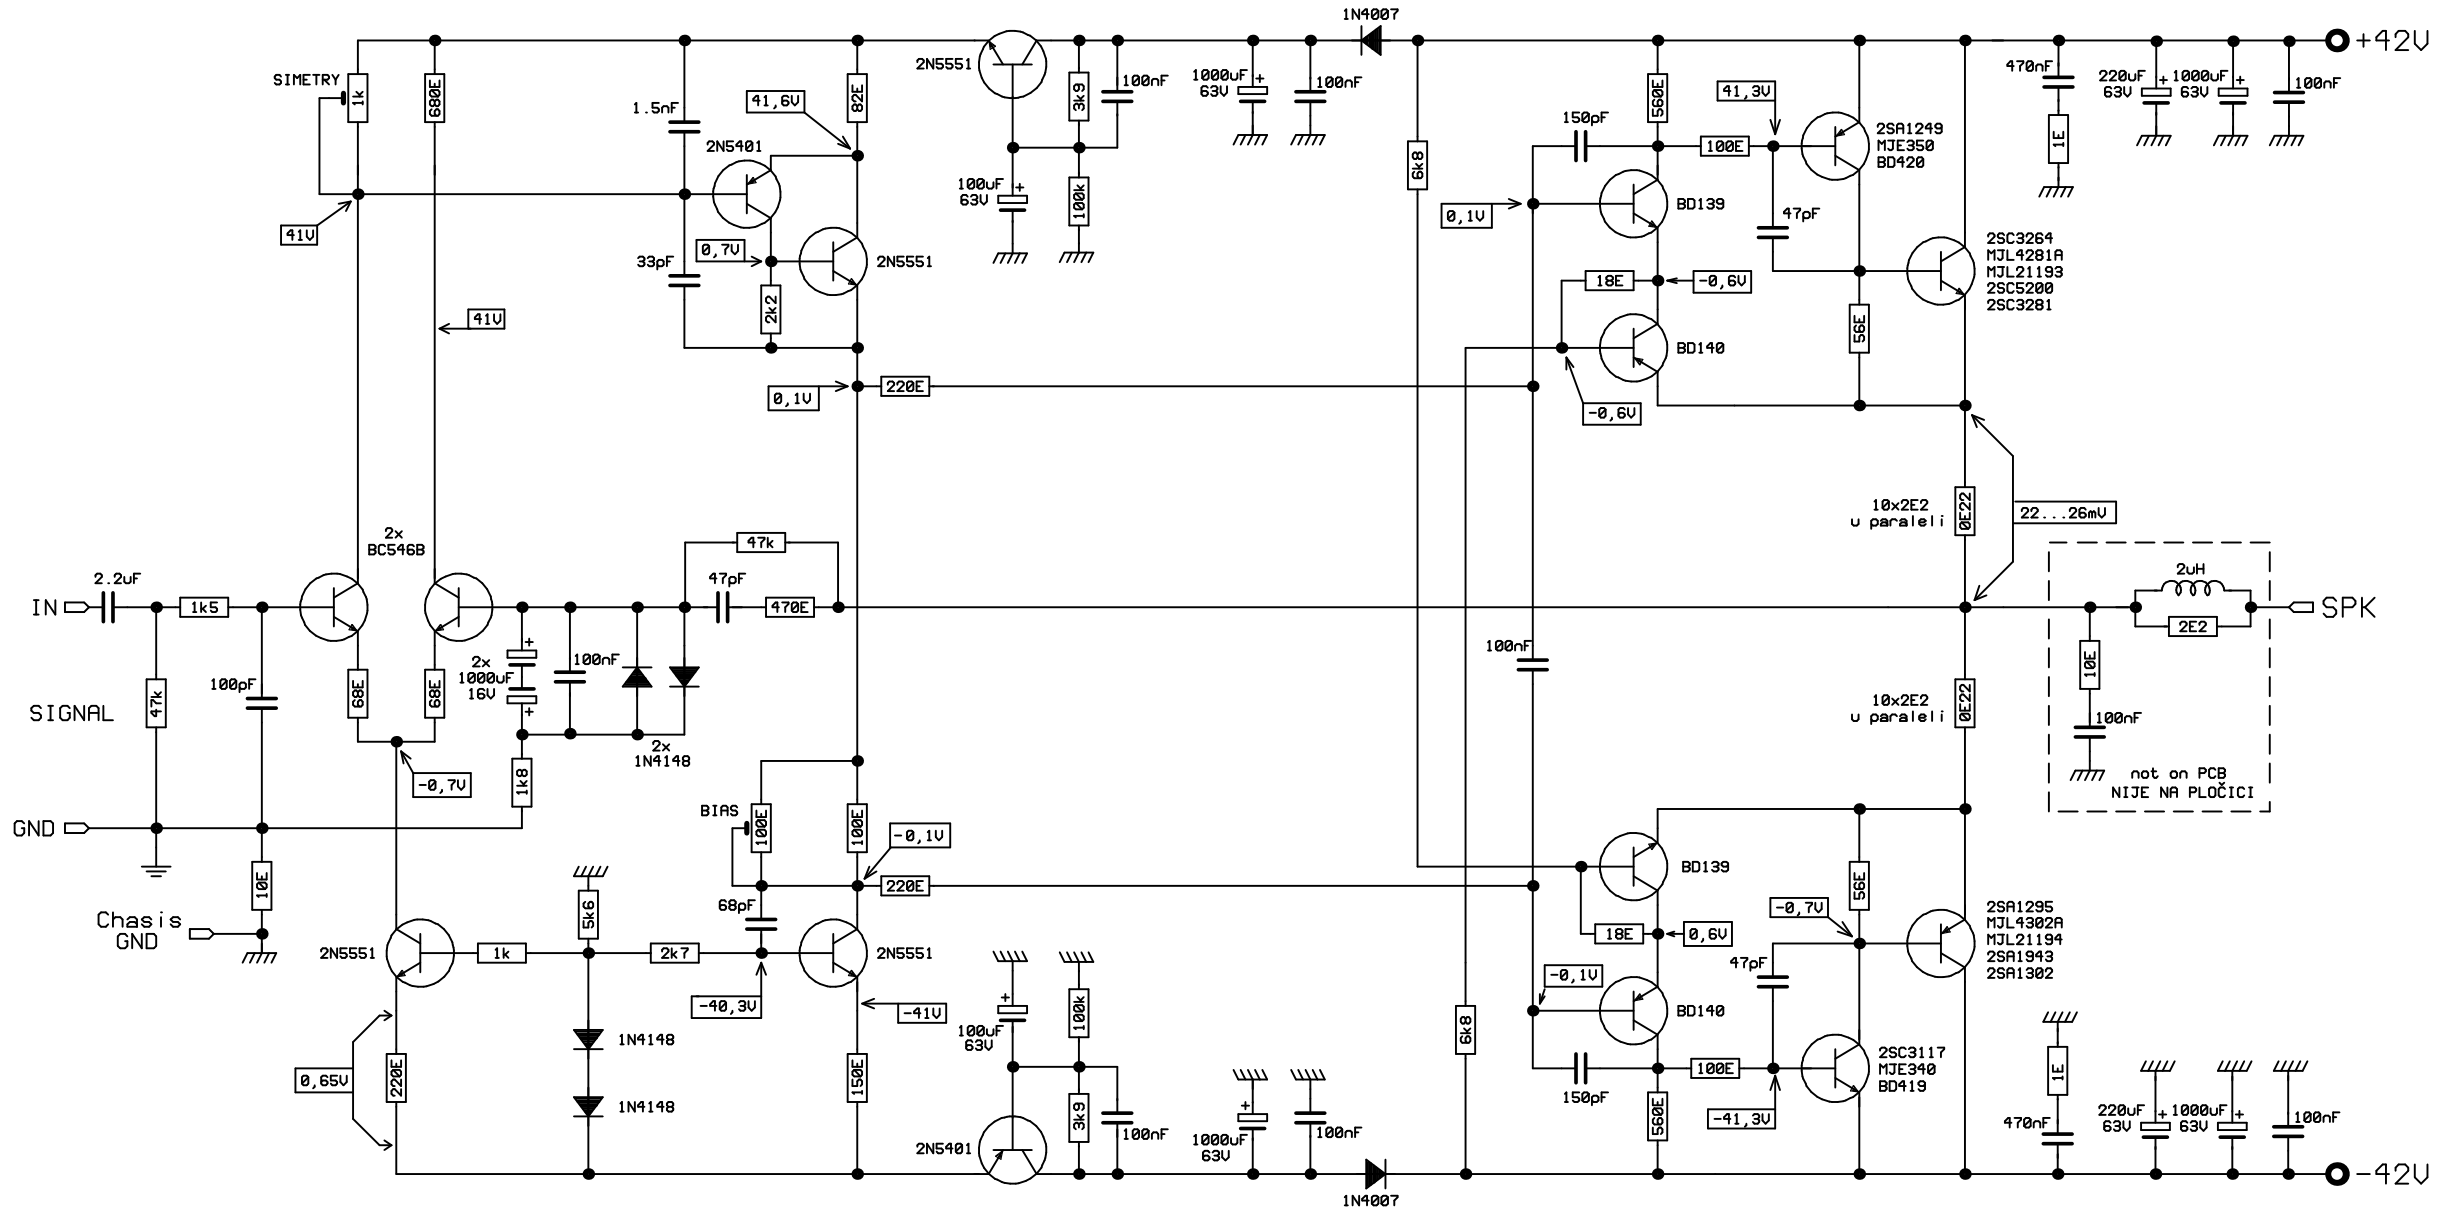 1N4007
+42V
SIMETRY
1k
680E
1.5nF
41,6V
82E
2N5551
3k9
100nF
1000uF
63V
+
100nF
6k8
150pF
560E
41,3V
100E
2SA1249
MJE350
BD420
470nF
1E
220uF
63V
+
1000uF
63V
+
100nF
2N5401
41V
100uF
63V
+
100k
0,1V
BD139
47pF
0,7V
33pF
2k2
2N5551
18E
-0,6V
2SC3264
MJL4281A
MJL21193
2SC5200
2SC3281
41V
56E
BD140
0,1V
220E
-0,6V
10x2E2
u paraleli
0E22
22...26mV
2x
BC546B
47k
2.2uF
IN
1k5
47pF
470E
2uH
2E2
SPK
SIGNAL
47k
100pF
68E
68E
2x
1000uF
16V
+
+
100nF
2x
1N4148
100nF
10x2E2
u paraleli
0E22
10E
100nF
not on PCB
NIJE NA PLOČICI
-0,7V
1k8
GND
BIAS
100E
100E
-0,1V
220E
BD139
56E
10E
Chasis
GND
5k6
68pF
2N5551
1k
2k7
2N5551
18E
0,6V
-0,7V
2SA1295
MJL4302A
MJL21194
2SA1943
2SA1302
47pF
-0,1V
-40,3V
-41V
+
100uF
63V
100k
BD140
6k8
0,65V
220E
1N4148
1N4148
150E
3k9
100nF
2N5401
1000uF
63V
+
100nF
150pF
100E
560E
-41,3V
2SC3117
MJE340
BD419
1E
470nF
220uF
63V
+
1000uF
63V
+
100nF
1N4007
-42V